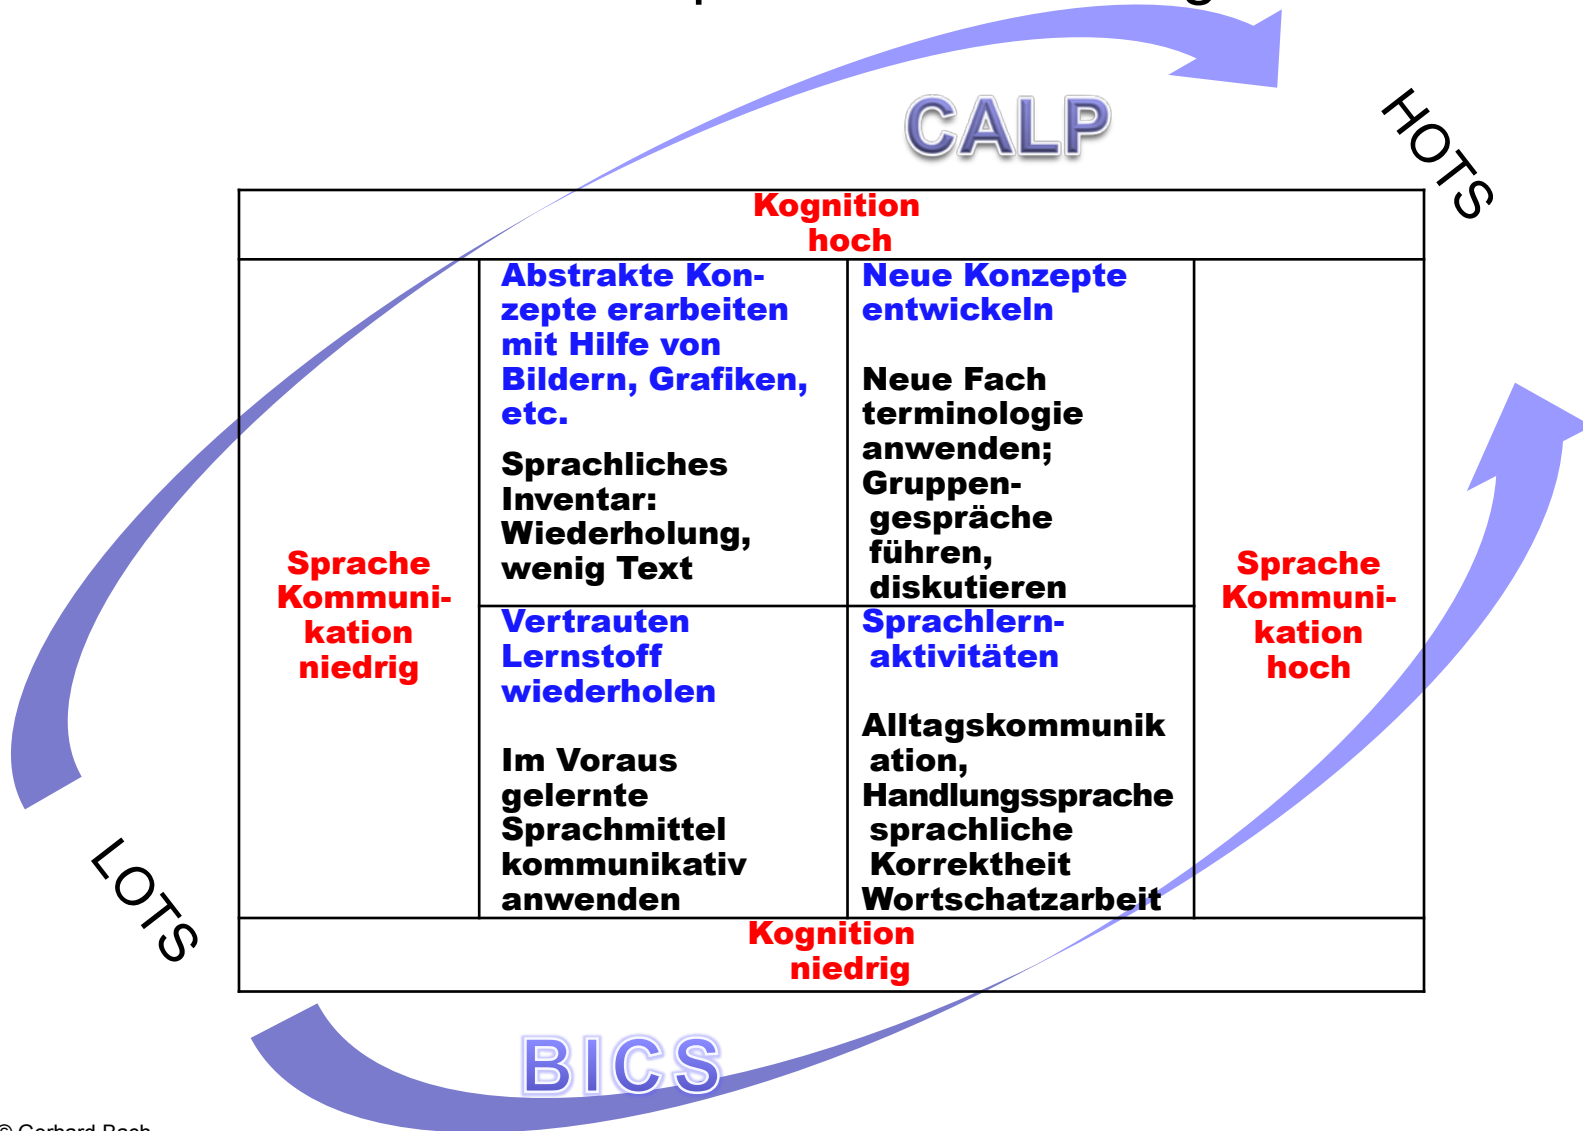 CALP
HOTS
Kognition
hoch
Abstrakte Kon-
zepte erarbeiten
mit Hilfe von
Bildern, Grafiken,
etc.
Sprachliches
Inventar:
Wiederholung,
wenig Text
Neue Konzepte
entwickeln
Neue Fach
terminologie
anwenden;
Gruppen-
gespräche
führen,
diskutieren
Sprache
Kommuni-
kation
niedrig
Sprache
Kommuni-
kation
hoch
Vertrauten
Lernstoff
wiederholen
Im Voraus
gelernte
Sprachmittel
kommunikativ
anwenden
Sprachlern-
aktivitäten
Alltagskommunik
ation,
Handlungssprache
sprachliche
Korrektheit
Wortschatzarbeit
LOTS
Kognition
niedrig
BICS
© Gerhard Bach